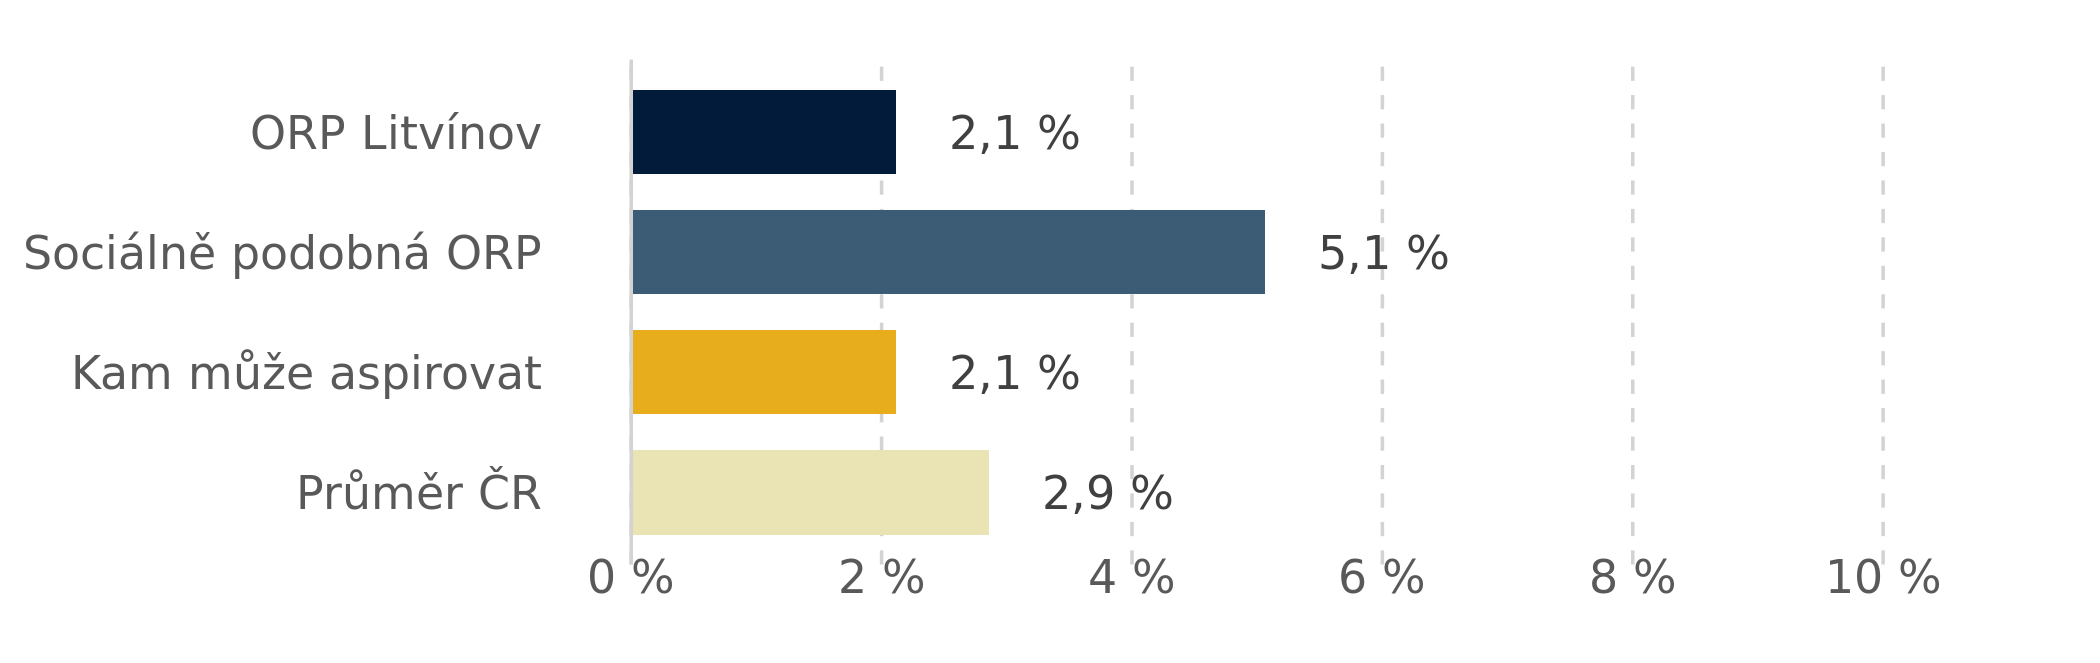 ORP Litvínov 2,1 %
Sociálně podobná ORP 5,1 %
Kam může aspirovat 2,1 %
Průměr ČR 2,9 %
0 % 2 % 4 % 6 % 8 % 10 %